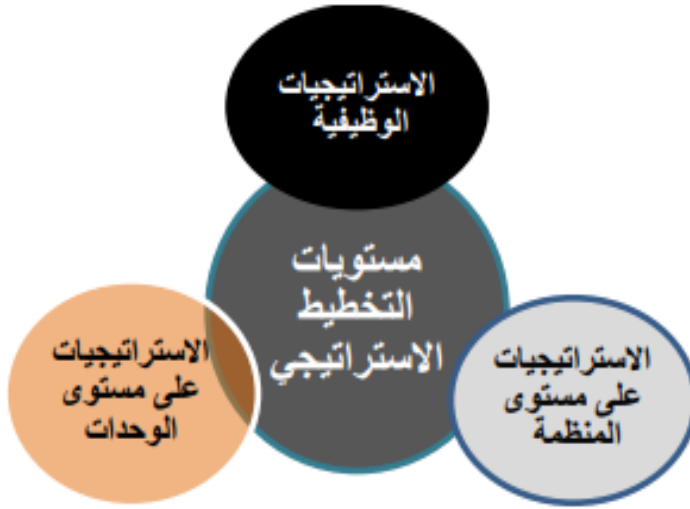 الاستراتيجيات
الوظيفية
مستويات
التخطيط
الاستراتيجي
الاستراتيجيات
على مستوى
المنظمة
الاستراتيجيات
على مستوى
الوحدات